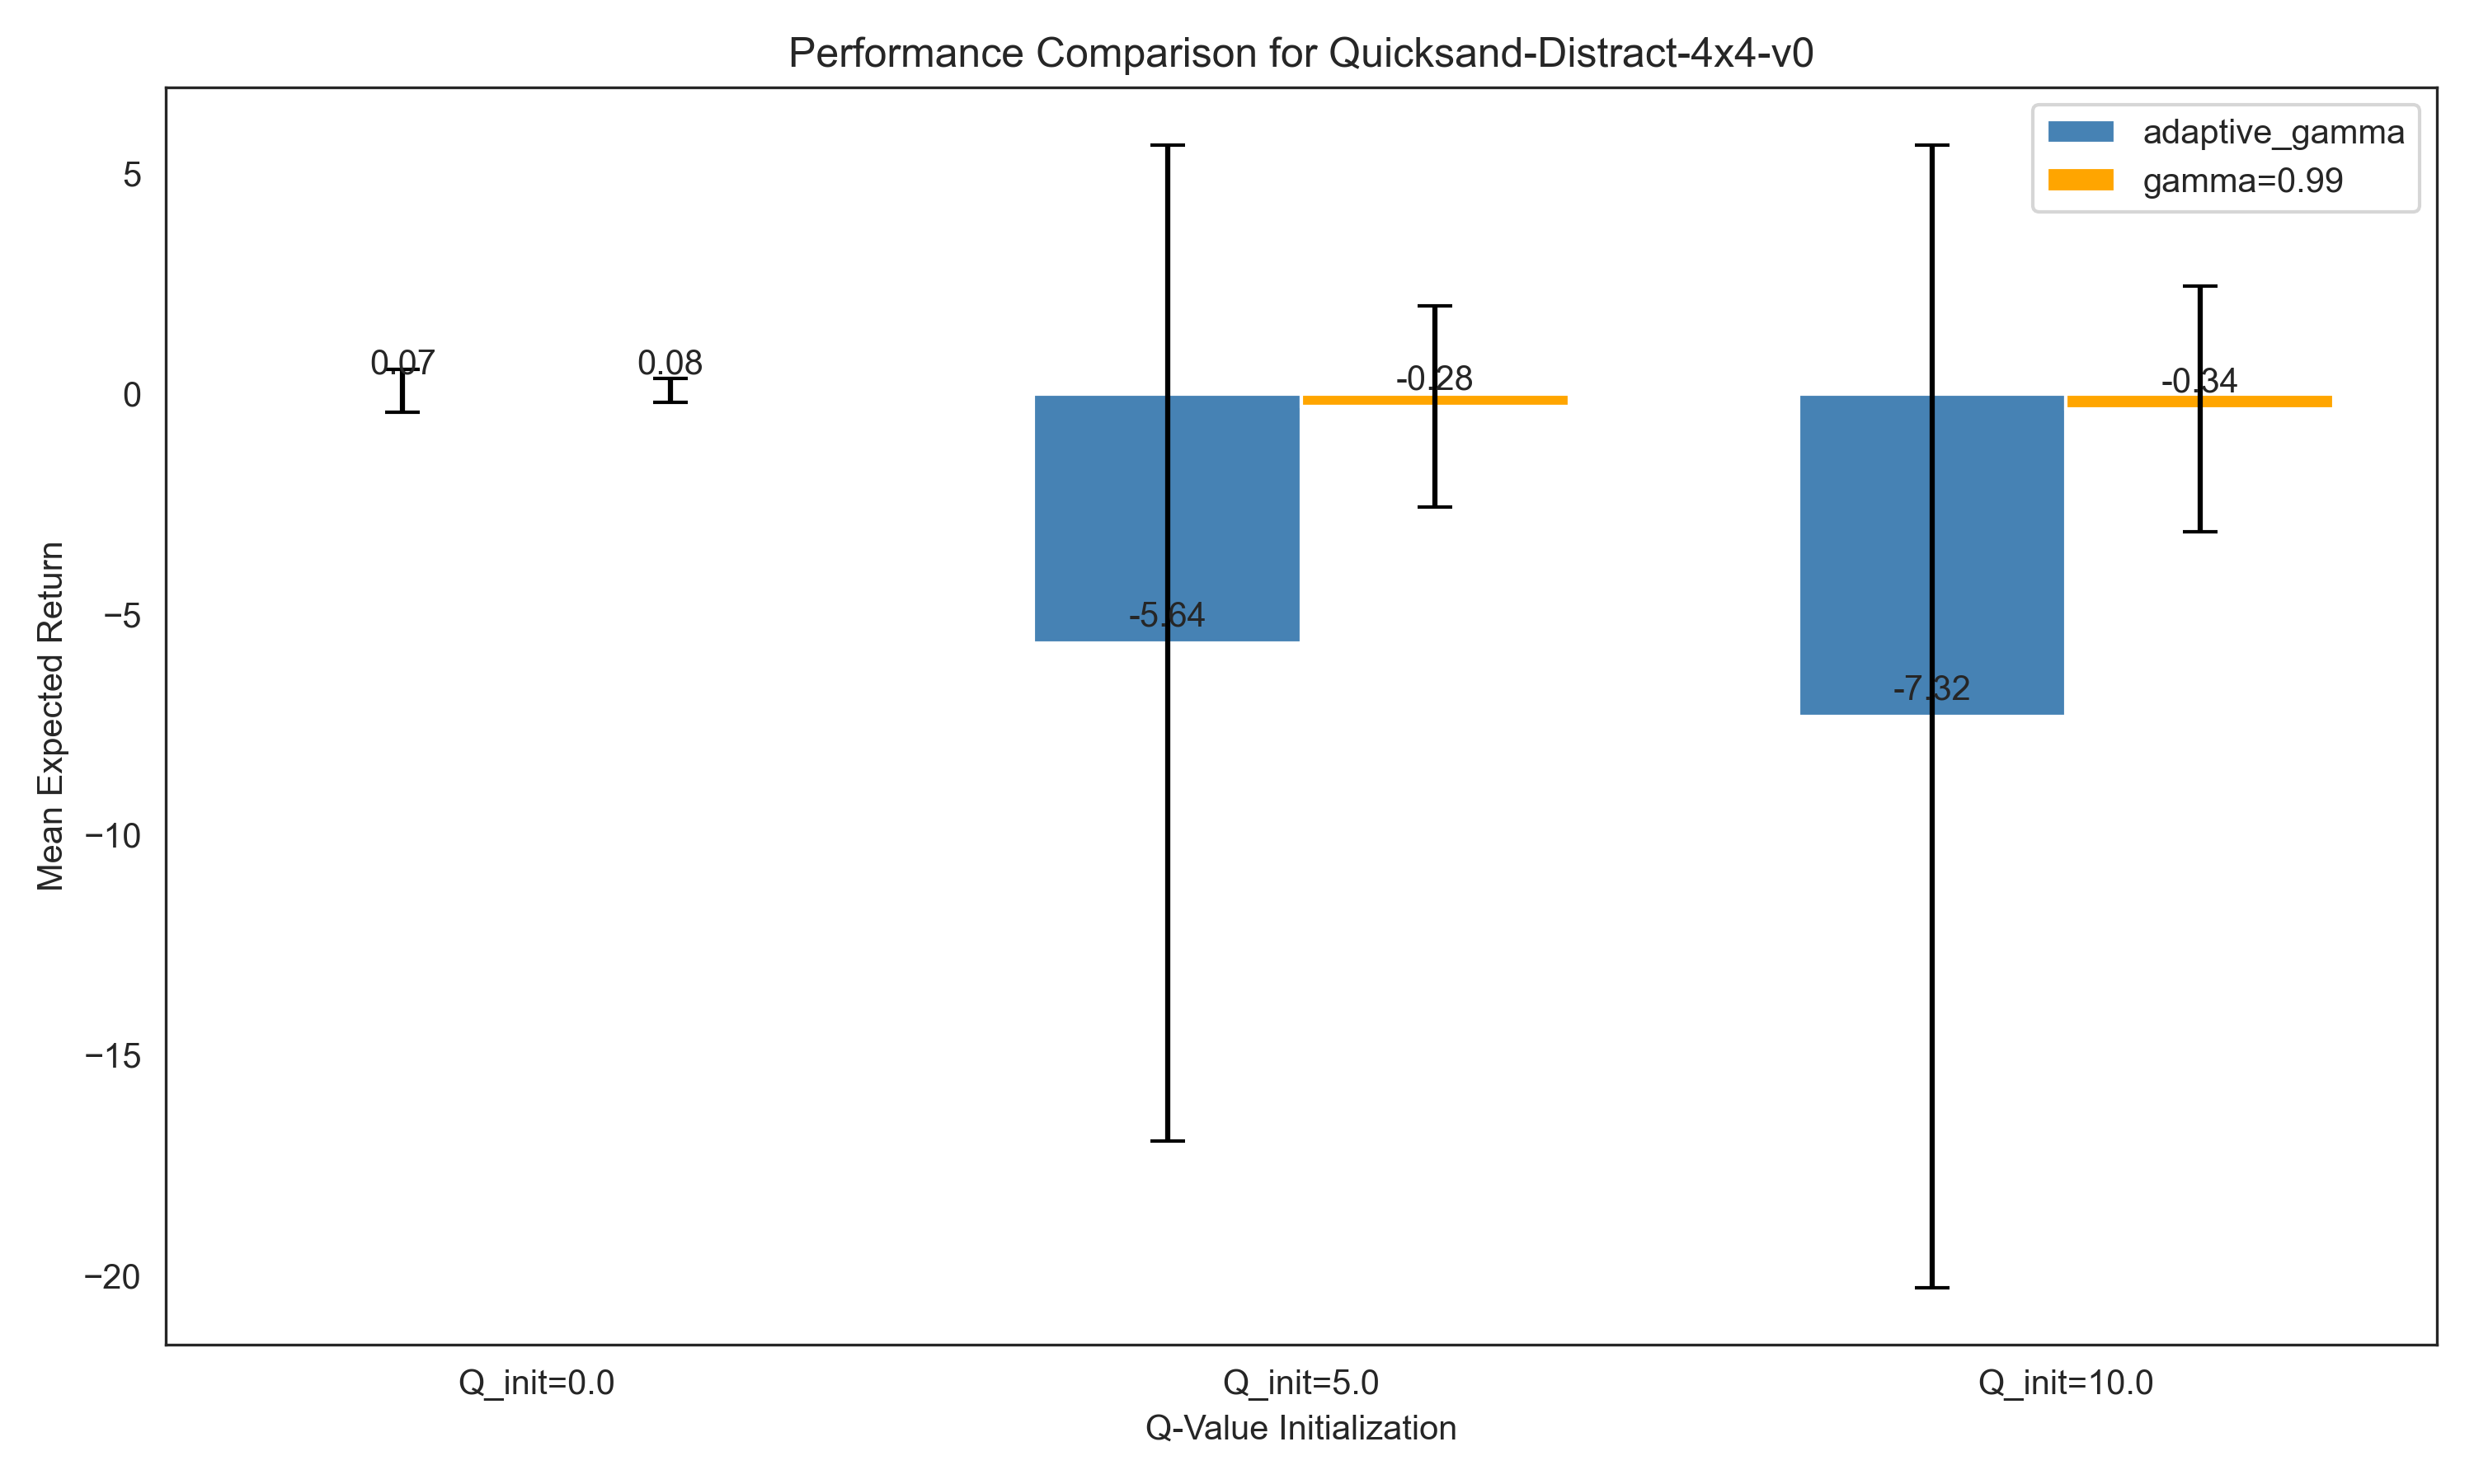 Performance Comparison for Quicksand-Distract-4x4-v0
adaptive_gamma
gamma=0.99
5
0
−5
−10
−15
−20
Mean Expected Return
0.07
0.08
-5.64
-0.28
-7.32
-0.34
Q_init=0.0
Q_init=5.0
Q_init=10.0
Q-Value Initialization